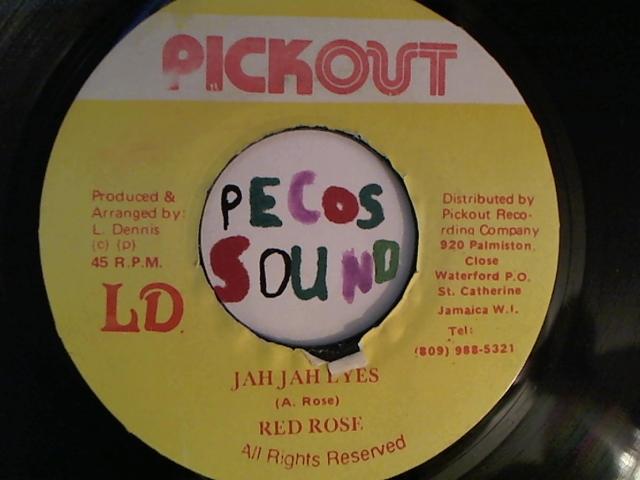 PICKOUT
Produced &
Arranged by:
L. Dennis
(c) (p)
45 R.P.M.
LD.
PECOS
SOUND
Distributed by
Pickout Reco-
rding Company
920 Palmiston
Close
Waterford P.O.
St. Catherine
Jamaica W.I.
Tel:
(809) 988-5321
JAH JAH EYES
(A. Rose)
RED ROSE
All Rights Reserved